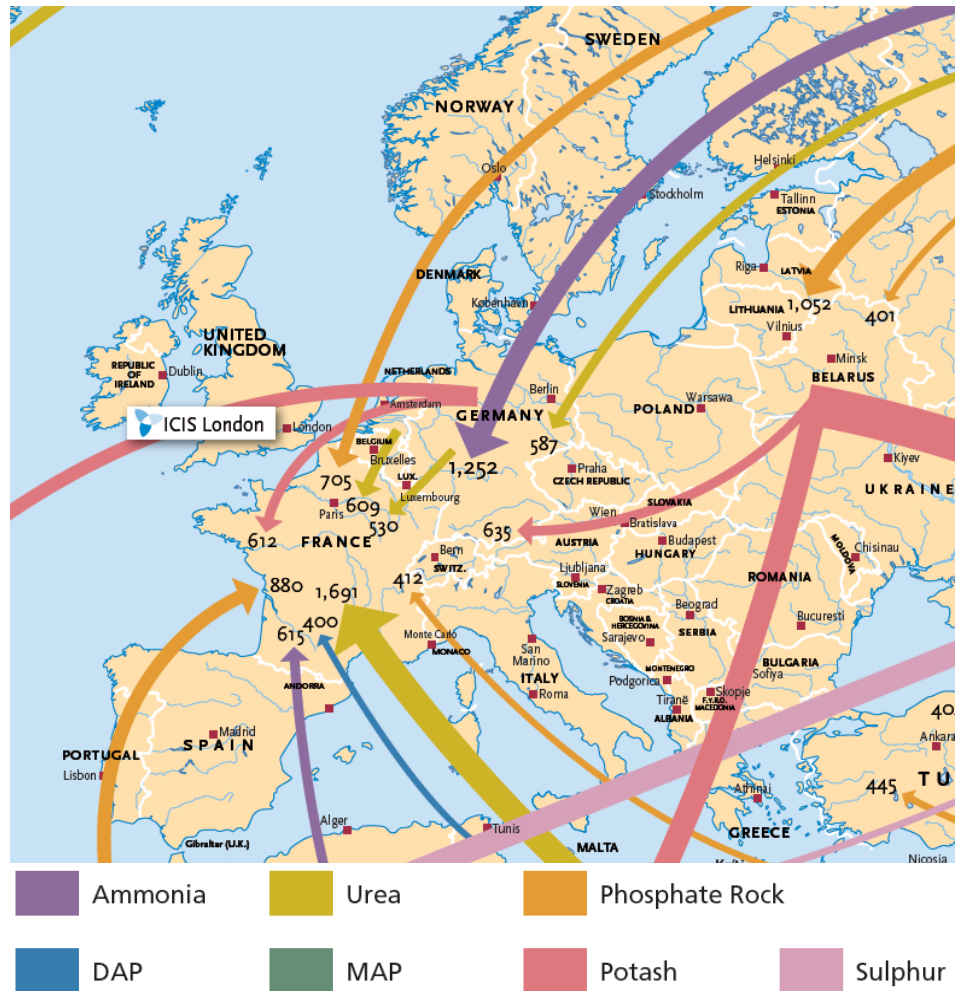 SWEDEN
NORWAY
Helsinki
Oslo
Stockholm
Tallinn
ESTONIA
Riga
LATVIA
DENMARK
København
LITHUANIA
1,052
401
Vilnius
UNITED
KINGDOM
REPUBLIC
OF
IRELAND
Dublin
Minsk
BELARUS
NETHERLANDS
Amsterdam
Berlin
GERMANY
POLAND
Warsawa
ICIS London
London
BELGIUM
Bruxelles
587
1,252
Praha
CZECH REPUBLIC
Kiyev
UKRAINE
705
LUX.
Luxembourg
609
Paris
530
SLOVAKIA
Wien
Bratislava
612
FRANCE
635
AUSTRIA
Budapest
HUNGARY
MOLDOVA
Chisinau
Bern
SWITZ.
412
Ljubljana
SLOVENIA
Zagreb
CROATIA
ROMANIA
880
1,691
400
615
Beograd
Bucuresti
BOSNIA &
HERCEGOVINA
Sarajevo
SERBIA
Monte Carlo
MONACO
San
Marino
ITALY
Roma
MONTENEGRO
Podgorica
BULGARIA
Sofiya
ANDORRA
Skopje
F.Y.R.O.
MACEDONIA
Tiranë
ALBANIA
PORTUGAL
Lisbon
Madrid
SPAIN
40
Ankara
TU
445
Athinai
GREECE
Alger
Gibraltar (U.K.)
Tunis
MALTA
Nicosia
Ammonia
Urea
Phosphate Rock
DAP
MAP
Potash
Sulphur